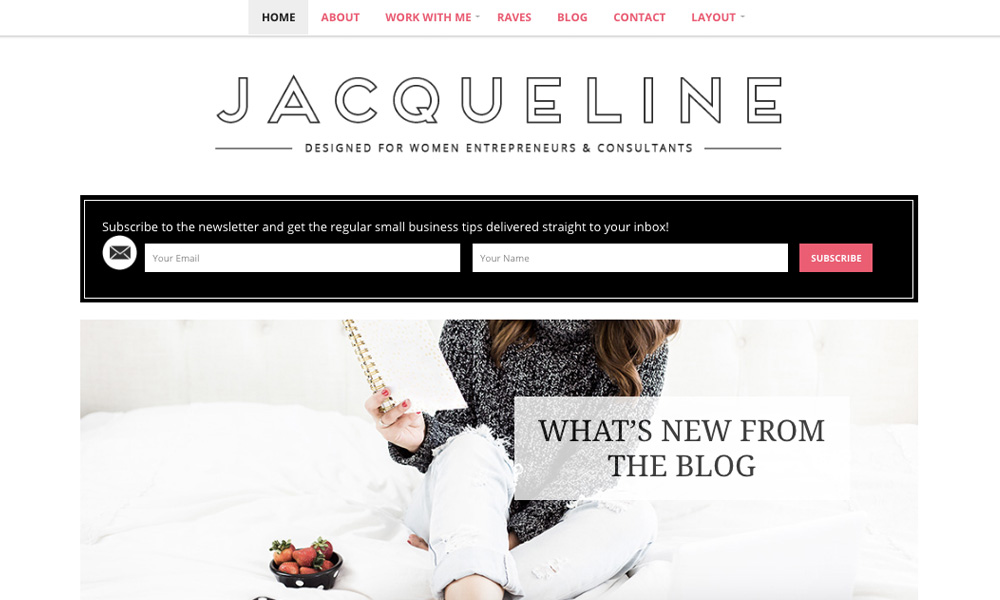 HOME ABOUT WORK WITH ME RAVES BLOG CONTACT LAYOUT
JACQUELINE
DESIGNED FOR WOMEN ENTREPRENEURS & CONSULTANTS
Subscribe to the newsletter and get the regular small business tips delivered straight to your inbox!
Your Email Your Name SUBSCRIBE
WHAT’S NEW FROM
THE BLOG